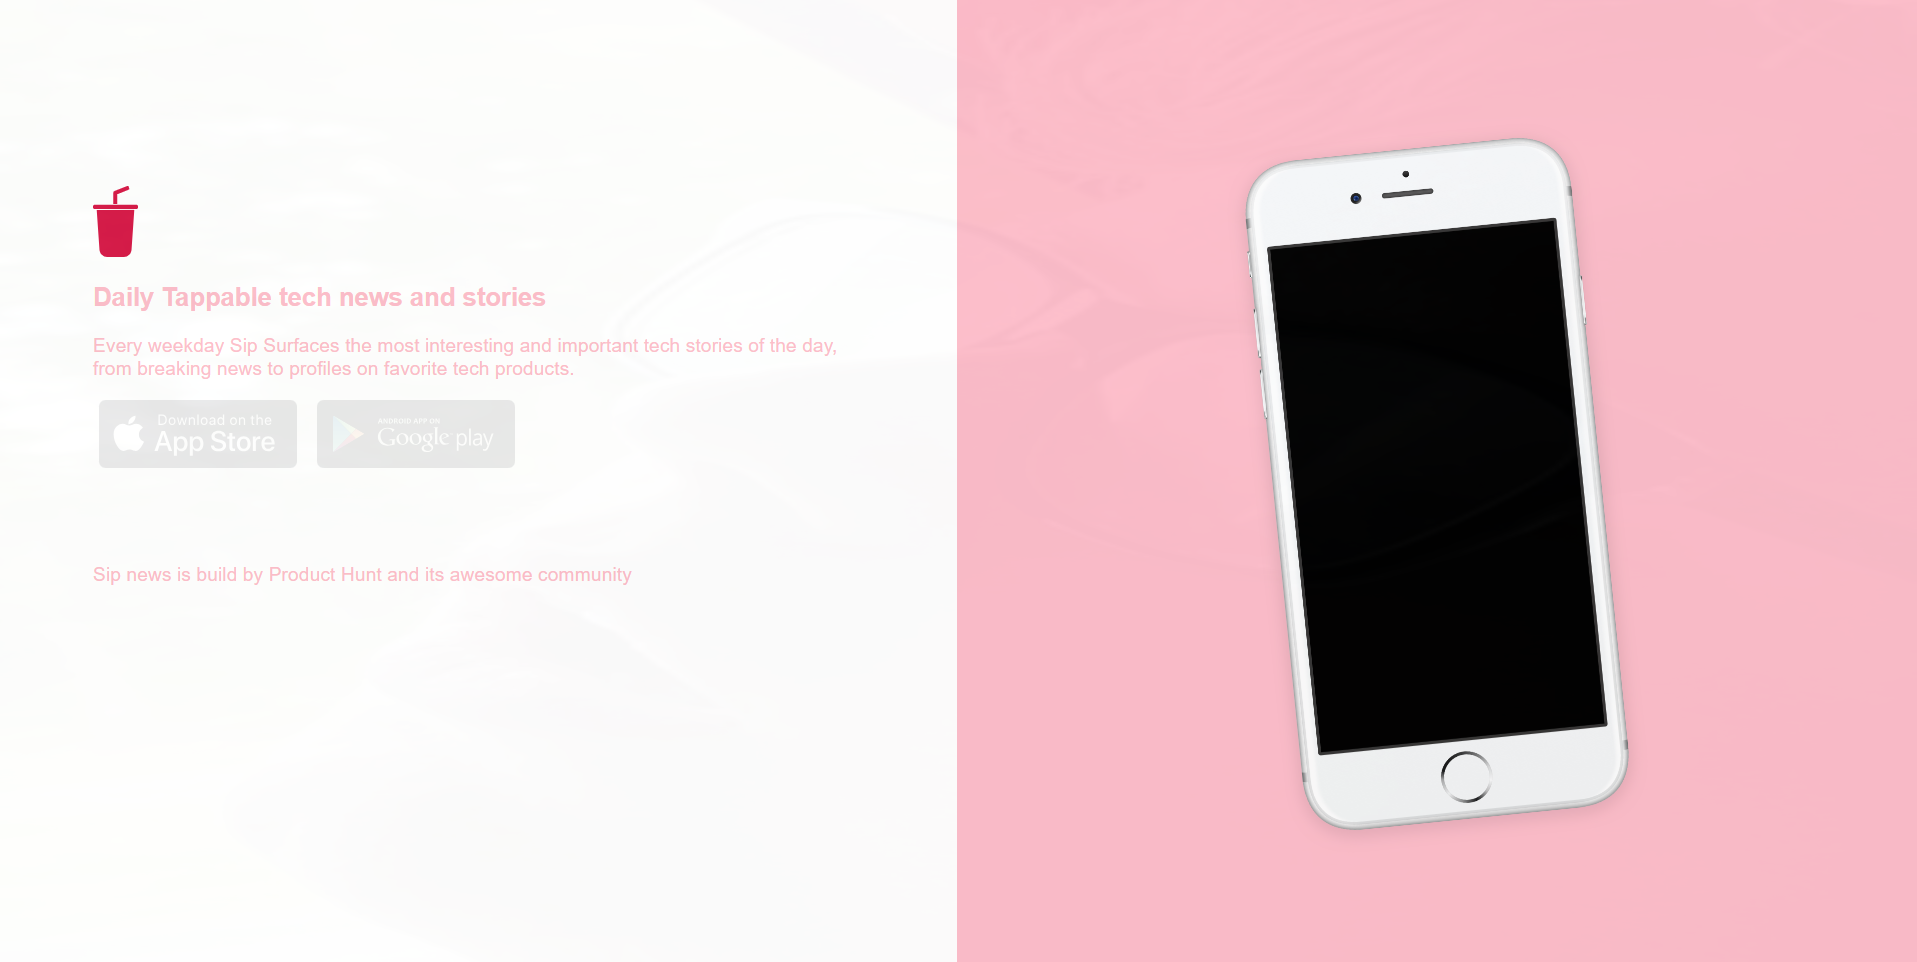 Daily Tappable tech news and stories
Every weekday Sip Surfaces the most interesting and important tech stories of the day,
from breaking news to profiles on favorite tech products.
Download on the
App Store
ANDROID APP ON
Google play
Sip news is build by Product Hunt and its awesome community